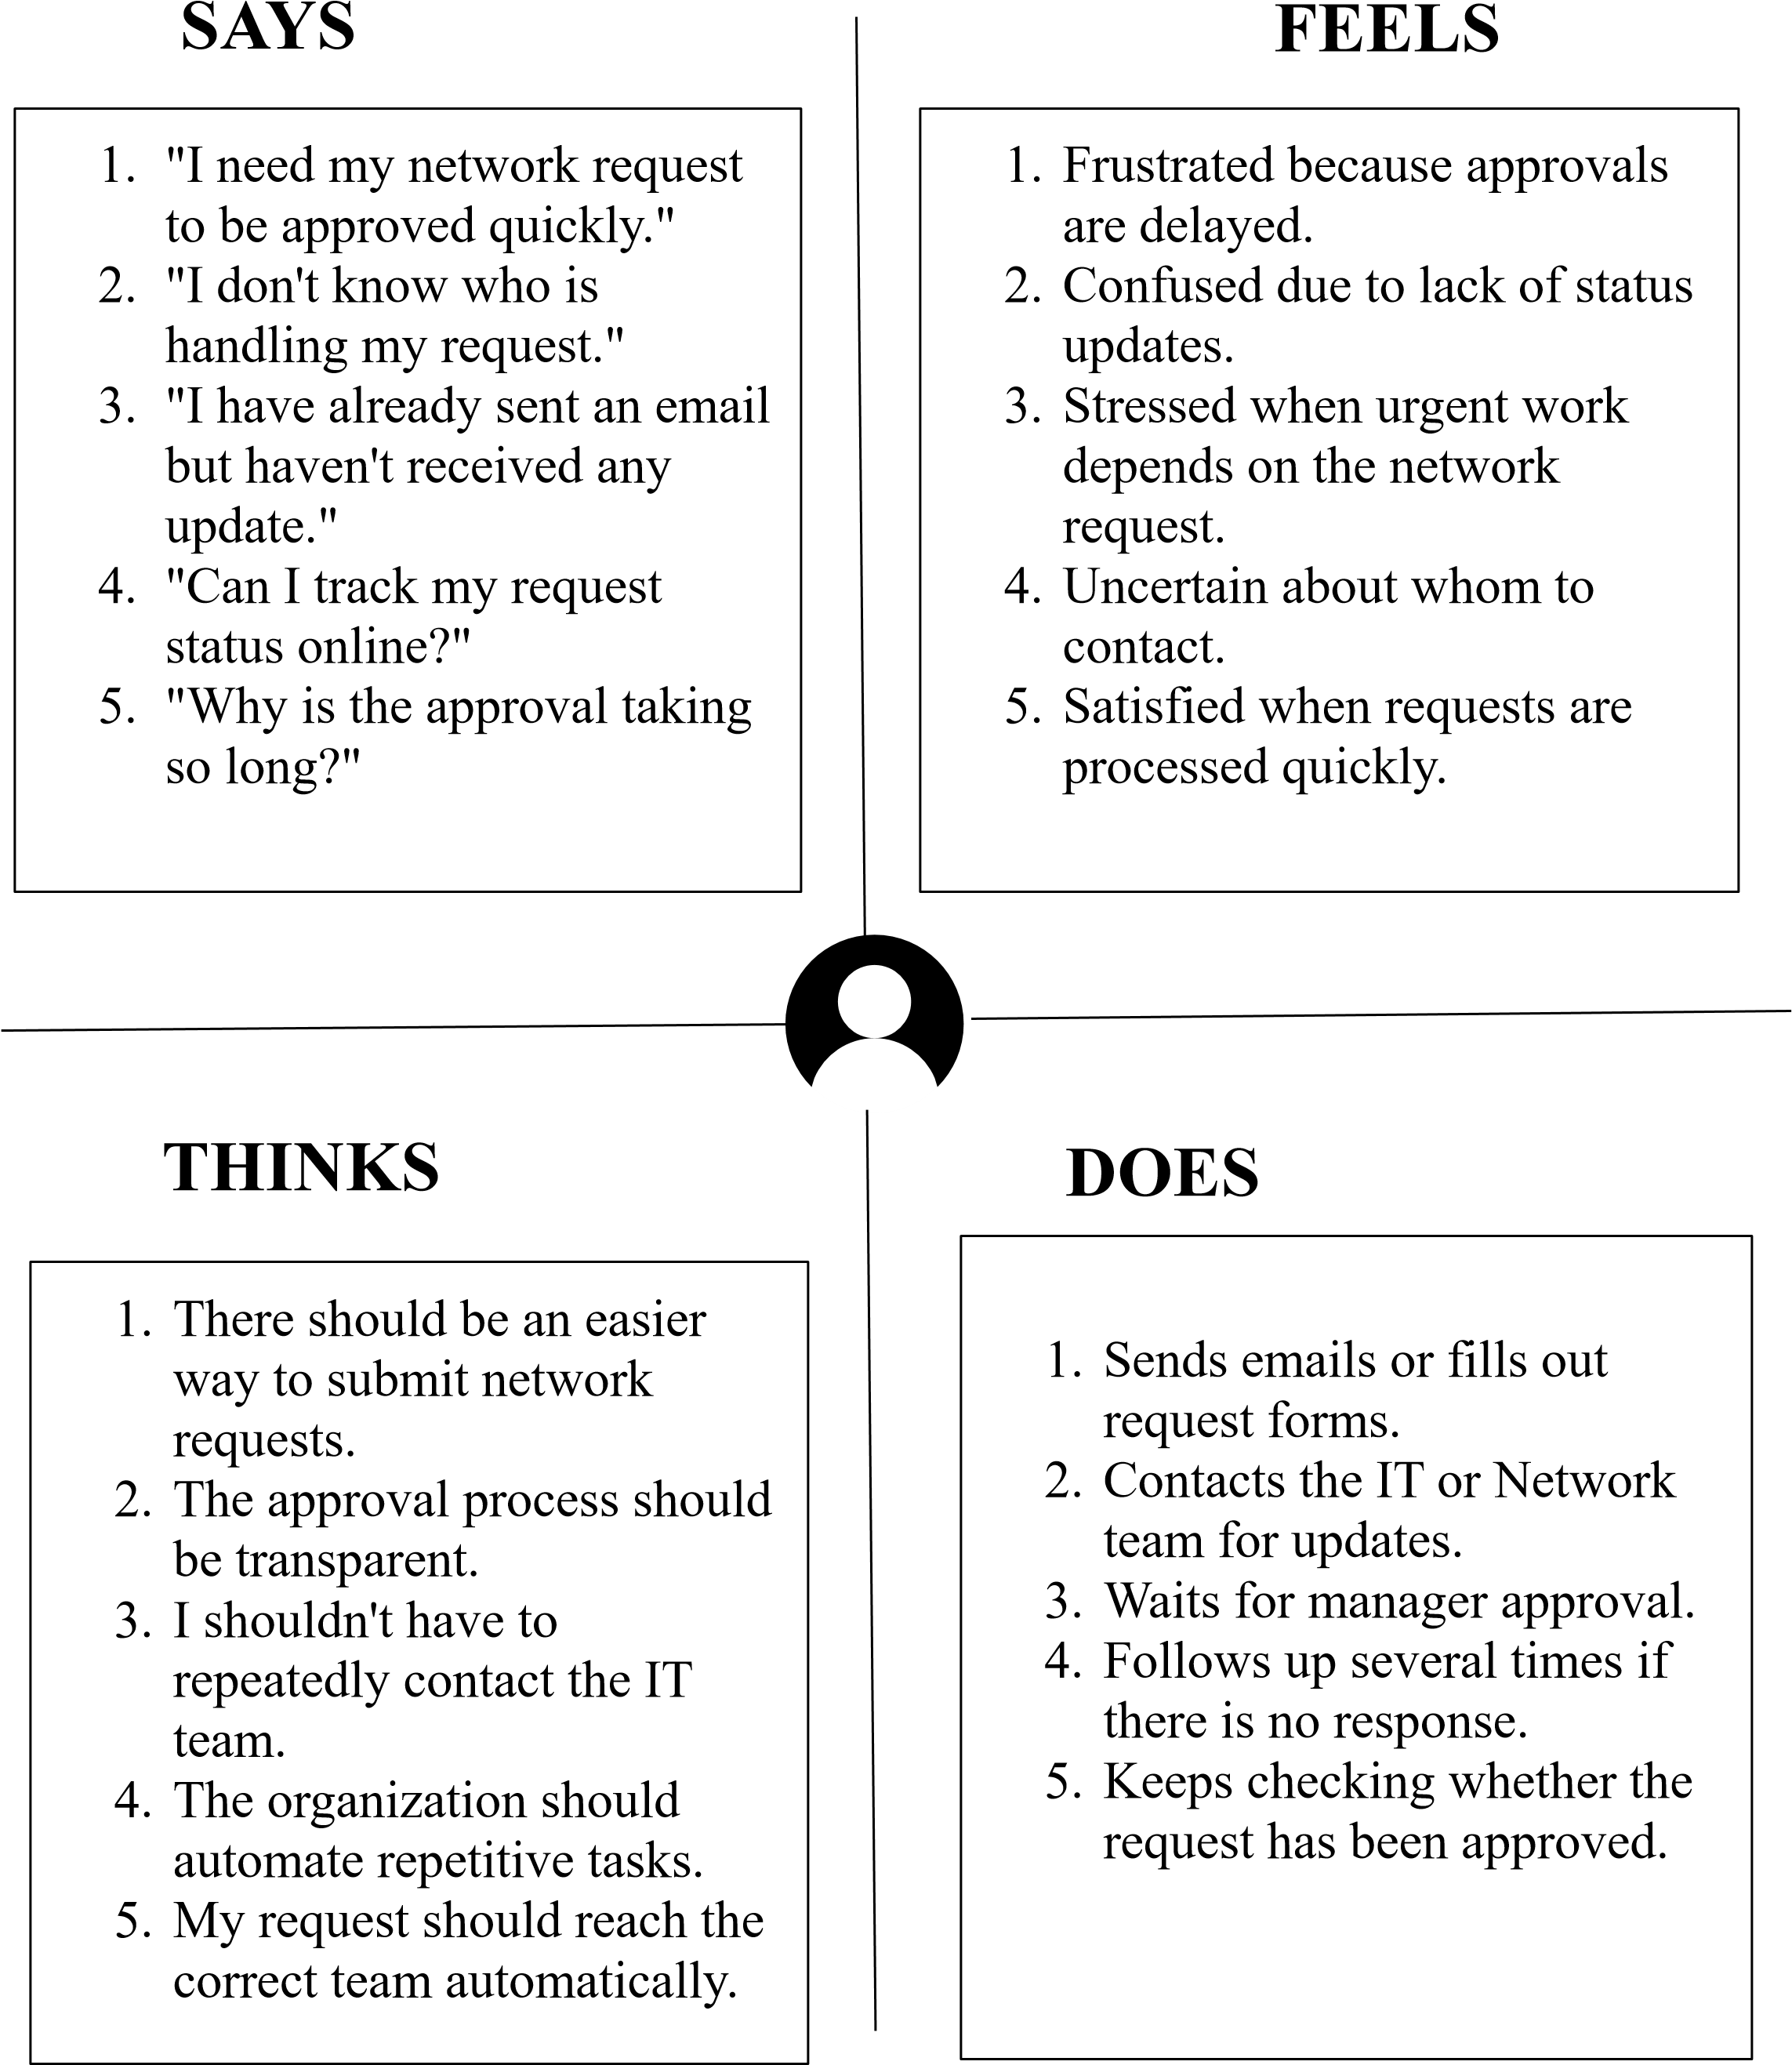 SAYS
1. "I need my network request
to be approved quickly."
2. "I don't know who is
handling my request."
3. "I have already sent an email
but haven't received any
update."
4. "Can I track my request
status online?"
5. "Why is the approval taking
so long?"
FEELS
1. Frustrated because approvals
are delayed.
2. Confused due to lack of status
updates.
3. Stressed when urgent work
depends on the network
request.
4. Uncertain about whom to
contact.
5. Satisfied when requests are
processed quickly.
THINKS
1. There should be an easier
way to submit network
requests.
2. The approval process should
be transparent.
3. I shouldn't have to
repeatedly contact the IT
team.
4. The organization should
automate repetitive tasks.
5. My request should reach the
correct team automatically.
DOES
1. Sends emails or fills out
request forms.
2. Contacts the IT or Network
team for updates.
3. Waits for manager approval.
4. Follows up several times if
there is no response.
5. Keeps checking whether the
request has been approved.